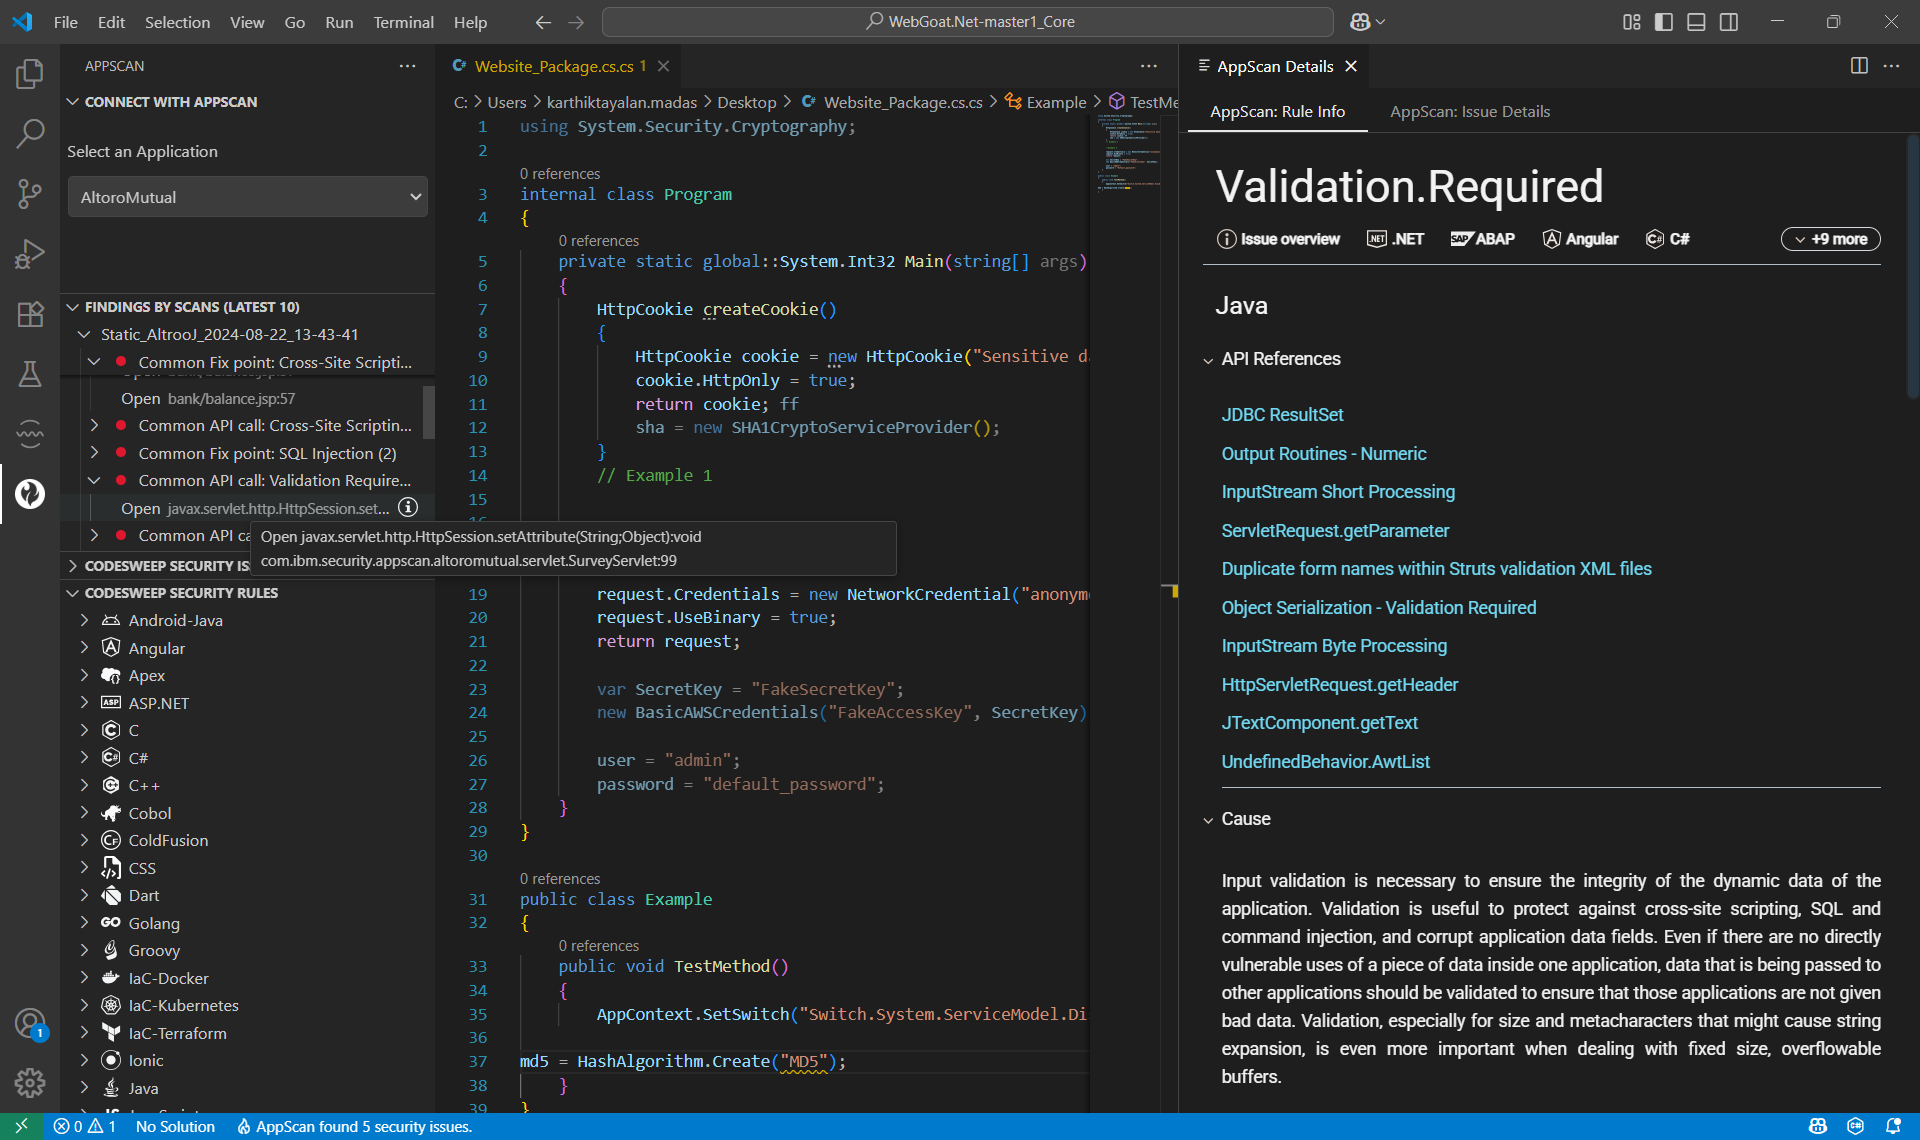 File Edit Selection View Go Run Terminal Help
WebGoat.Net-master1_Core
APPSCAN
CONNECT WITH APPSCAN
Select an Application
AltoroMutual
FINDINGS BY SCANS (LATEST 10)
Static_AltrooJ_2024-08-22_13-43-41
Common Fix point: Cross-Site Scripti...
Open bank/balance.jsp:57
Common API call: Cross-Site Scriptin...
Common Fix point: SQL Injection (2)
Common API call: Validation Require...
Open javax.servlet.http.HttpSession.set...
Common API ca
Open javax.servlet.http.HttpSession.setAttribute(String;Object):void
com.ibm.security.appscan.altoromutual.servlet.SurveyServlet:99
CODESWEEP SECURITY IS
CODESWEEP SECURITY RULES
Android-Java
Angular
Apex
ASP ASP.NET
C
C#
C++
Cobol
ColdFusion
CSS
Dart
GO Golang
Groovy
IaC-Docker
IaC-Kubernetes
IaC-Terraform
Ionic
Java
1
C# Website_Package.cs.cs 1
C: > Users > karthiktayalan.madas > Desktop > C# Website_Package.cs.cs > Example > TestMe
1 using System.Security.Cryptography;
2
0 references
3 internal class Program
4 {
0 references
5 private static global::System.Int32 Main(string[] args)
6 {
7 HttpCookie createCookie()
8 {
9 HttpCookie cookie = new HttpCookie("Sensitive d
10 cookie.HttpOnly = true;
11 return cookie; ff
12 sha = new SHA1CryptoServiceProvider();
13 }
14 // Example 1
15
19 request.Credentials = new NetworkCredential("anonym
20 request.UseBinary = true;
21 return request;
22
23 var SecretKey = "FakeSecretKey";
24 new BasicAWSCredentials("FakeAccessKey", SecretKey)
25
26 user = "admin";
27 password = "default_password";
28 }
29 }
30
0 references
31 public class Example
32 {
0 references
33 public void TestMethod()
34 {
35 AppContext.SetSwitch("Switch.System.ServiceModel.Di
36
37 md5 = HashAlgorithm.Create("MD5");
38 }
39 }
AppScan Details
AppScan: Rule Info AppScan: Issue Details
Validation.Required
Issue overview .NET .NET SAP ABAP Angular C# C# +9 more
Java
API References
JDBC ResultSet
Output Routines - Numeric
InputStream Short Processing
ServletRequest.getParameter
Duplicate form names within Struts validation XML files
Object Serialization - Validation Required
InputStream Byte Processing
HttpServletRequest.getHeader
JTextComponent.getText
UndefinedBehavior.AwtList
Cause
Input validation is necessary to ensure the integrity of the dynamic data of the
application. Validation is useful to protect against cross-site scripting, SQL and
command injection, and corrupt application data fields. Even if there are no directly
vulnerable uses of a piece of data inside one application, data that is being passed to
other applications should be validated to ensure that those applications are not given
bad data. Validation, especially for size and metacharacters that might cause string
expansion, is even more important when dealing with fixed size, overflowable
buffers.
0 1 No Solution AppScan found 5 security issues.